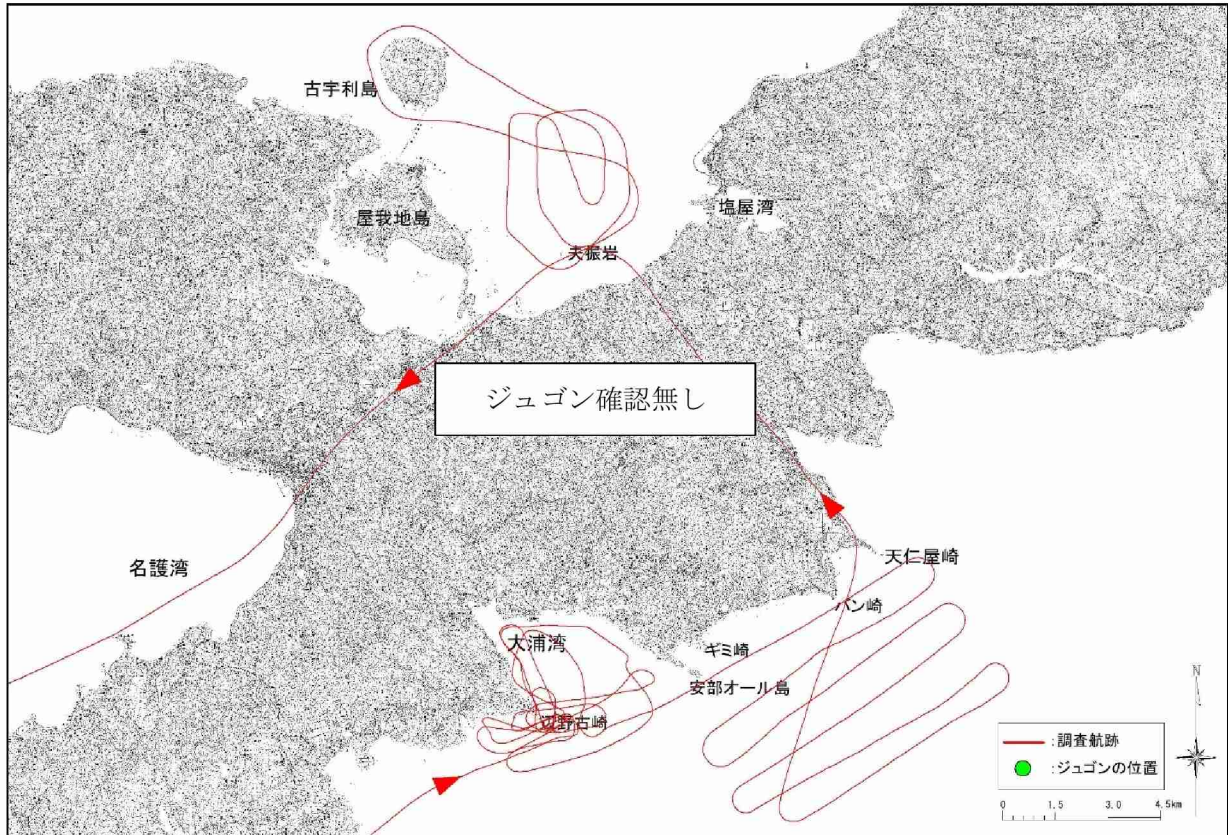 古宇利島
屋我地島
塩屋湾
夫振岩
ジュゴン確認無し
名護湾
天仁屋崎
バン崎
大浦湾
ギミ崎
安部オール島
辺野古崎
N
:調査航跡
:ジュゴンの位置
0 1.5 3.0 4.5km